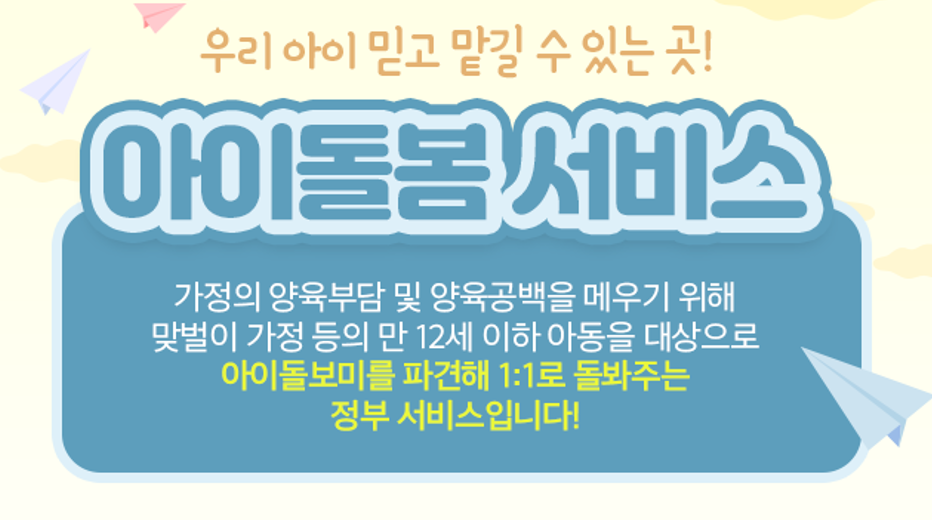 우리 아이 믿고 맡길 수 있는 곳!
아이돌봄 서비스
가정의 양육부담 및 양육공백을 메우기 위해
맞벌이 가정 등의 만 12세 이하 아동을 대상으로
아이돌보미를 파견해 1:1로 돌봐주는
정부 서비스입니다!